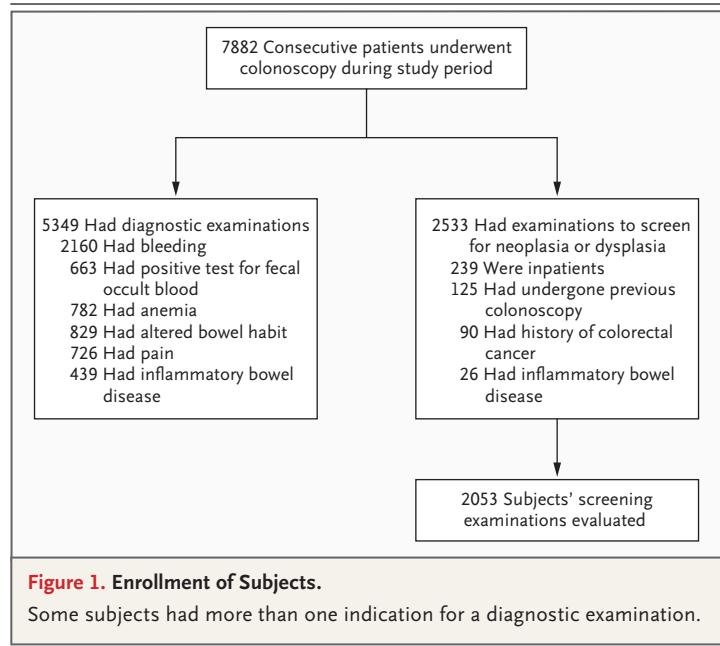 7882 Consecutive patients underwent
colonoscopy during study period
5349 Had diagnostic examinations
2160 Had bleeding
663 Had positive test for fecal
occult blood
782 Had anemia
829 Had altered bowel habit
726 Had pain
439 Had inflammatory bowel
disease
2533 Had examinations to screen
for neoplasia or dysplasia
239 Were inpatients
125 Had undergone previous
colonoscopy
90 Had history of colorectal
cancer
26 Had inflammatory bowel
disease
2053 Subjects’ screening
examinations evaluated
Figure 1. Enrollment of Subjects.
Some subjects had more than one indication for a diagnostic examination.